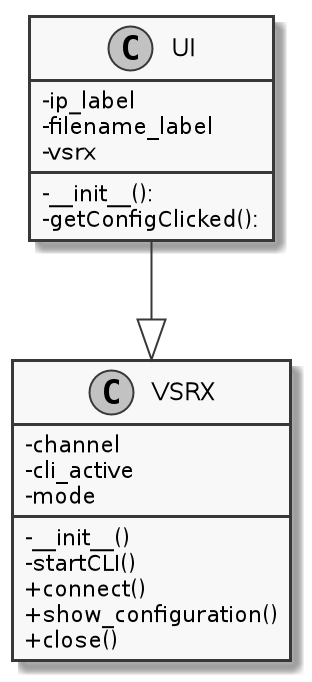 C UI
-ip_label
-filename_label
-vsrx
-__init__():
-getConfigClicked():
C VSRX
-channel
-cli_active
-mode
-__init__()
-startCLI()
+connect()
+show_configuration()
+close()